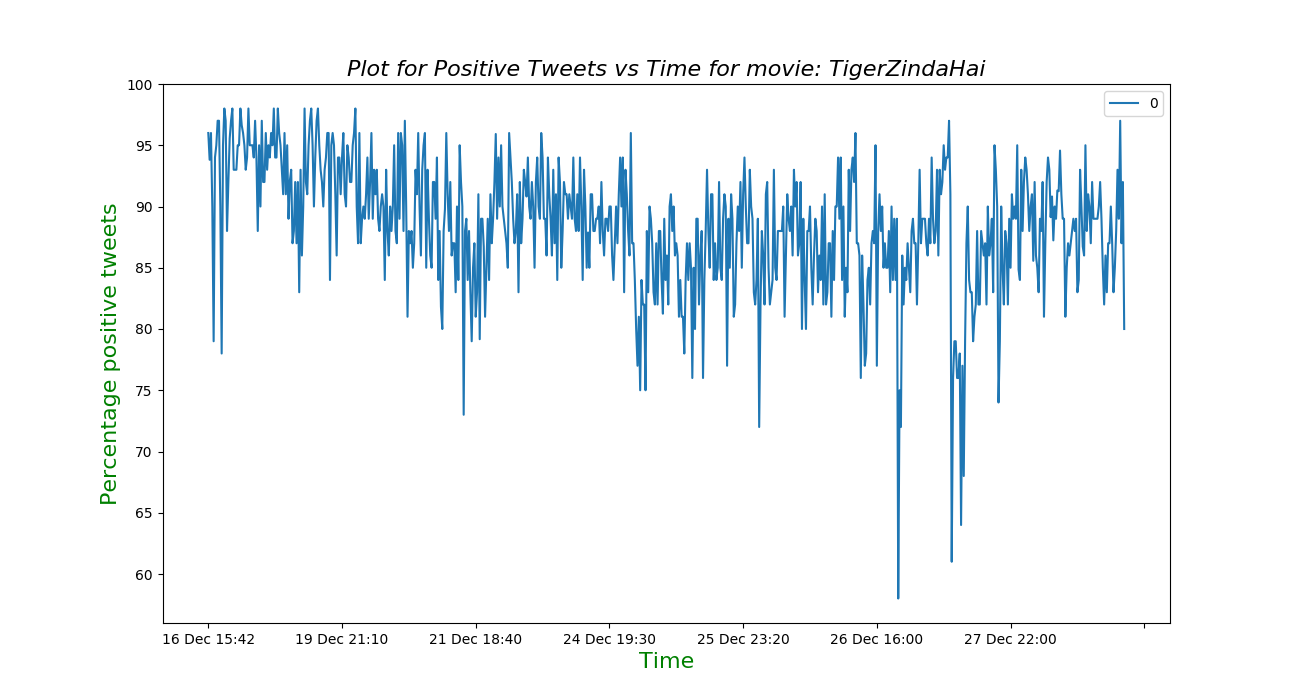 Plot for Positive Tweets vs Time for movie: TigerZindaHai
0
Percentage positive tweets
100
95
90
85
80
75
70
65
60
16 Dec 15:42 19 Dec 21:10 21 Dec 18:40 24 Dec 19:30 25 Dec 23:20 26 Dec 16:00 27 Dec 22:00
Time